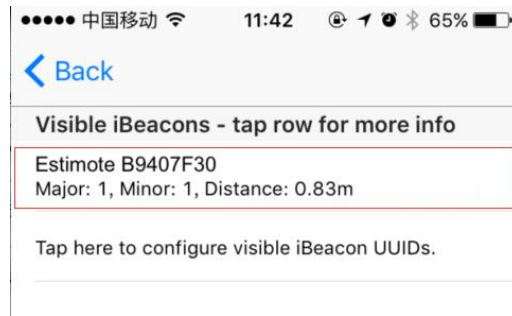 中国移动 11:42 65%
Back
Visible iBeacons - tap row for more info
Estimote B9407F30
Major: 1, Minor: 1, Distance: 0.83m
Tap here to configure visible iBeacon UUIDs.